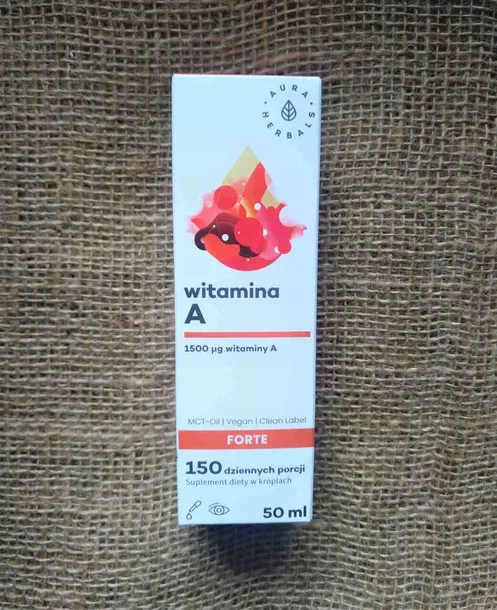 AURA HERBALS
witamina
A
1500 µg witaminy A
MCT-Oil | Vegan | Clean Label
FORTE
150 dziennych porcji
Suplement diety w kroplach
50 ml